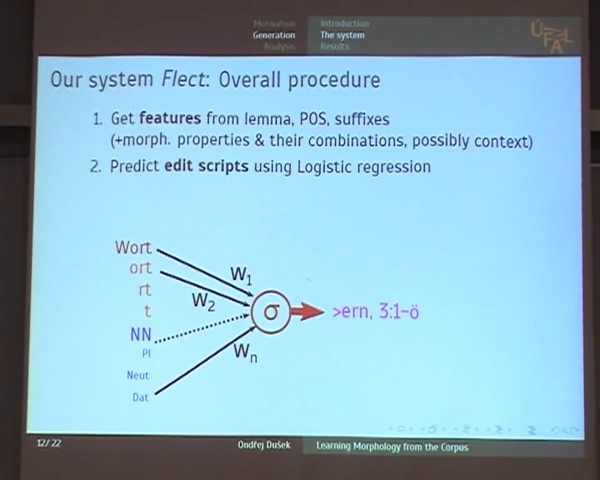 Motivation
Introduction
Generation
The system
Analysis
Results
ÚFAL
Our system Flect: Overall procedure
1. Get features from lemma, POS, suffixes
(+morph. properties & their combinations, possibly context)
2. Predict edit scripts using Logistic regression
Wort
ort
rt
t
NN
Pl
Neut
Dat
W1
W2
Wn
σ
>ern, 3:1-ö
12/22
Ondřej Dušek
Learning Morphology from the Corpus